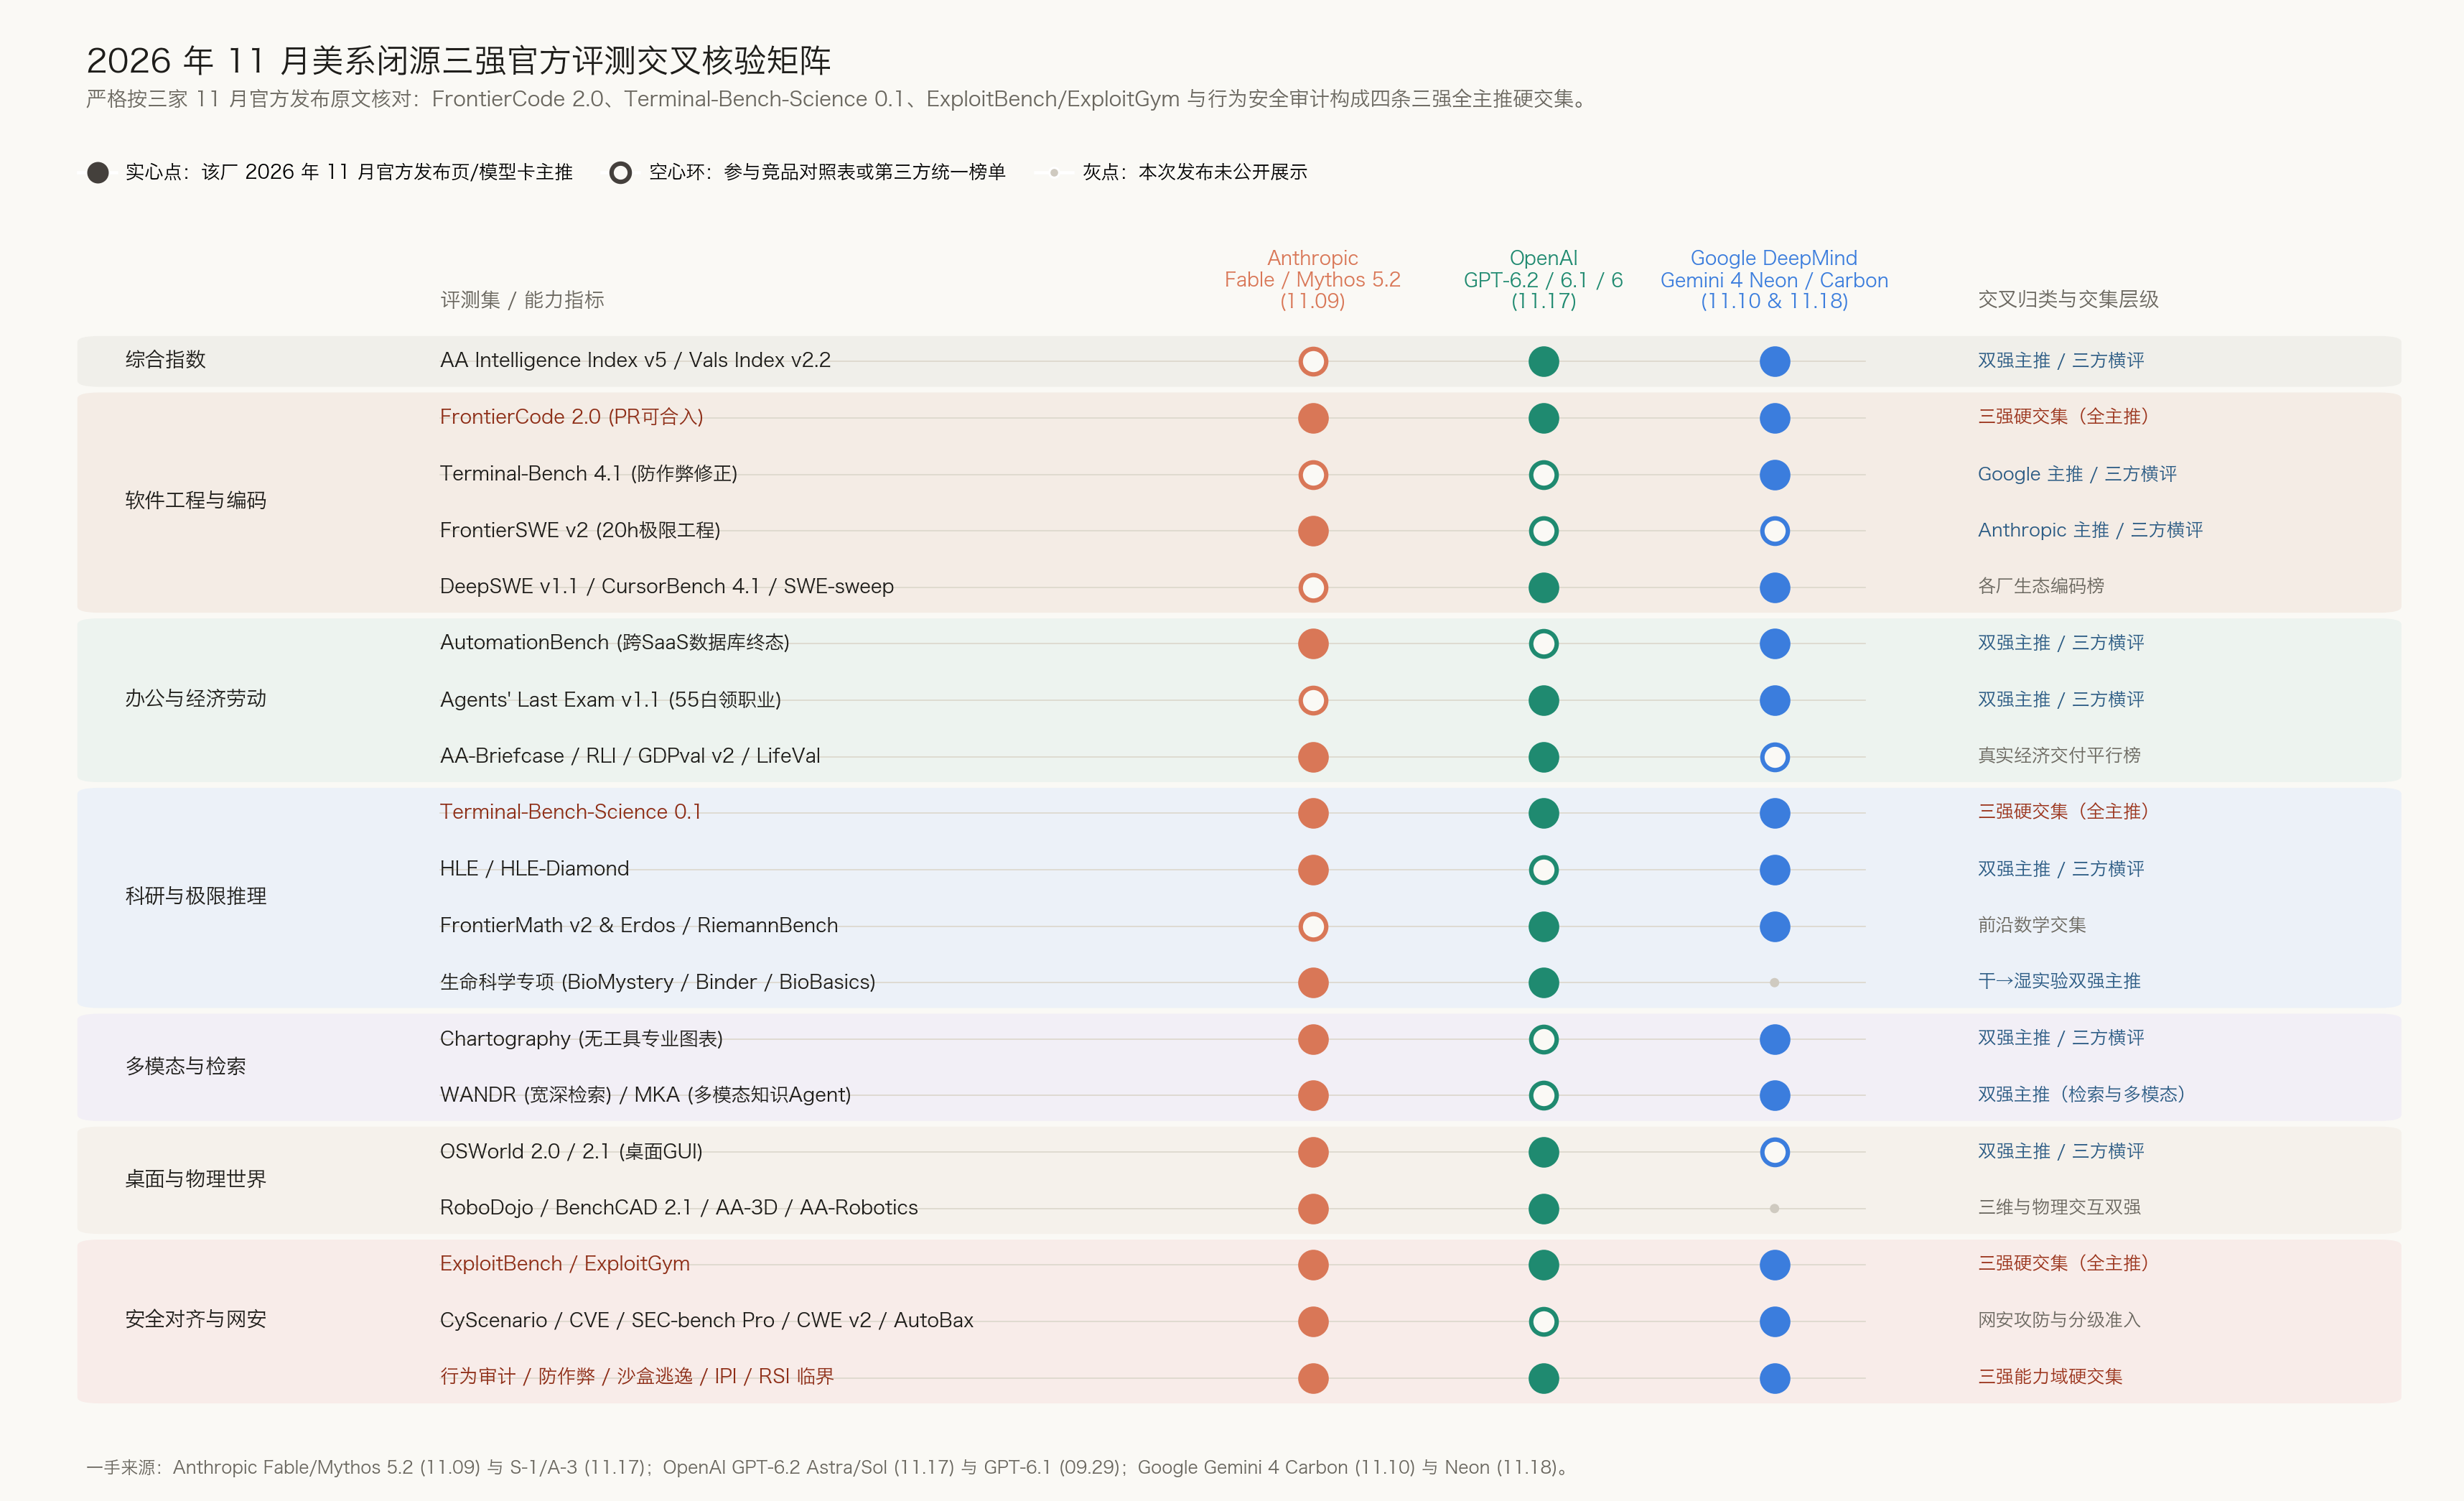 2026 年 11 月美系闭源三强官方评测交叉核验矩阵
严格按三家 11 月官方发布原文核对：FrontierCode 2.0、Terminal-Bench-Science 0.1、ExploitBench/ExploitGym 与行为安全审计构成四条三强全主推硬交集。
实心点：该厂 2026 年 11 月官方发布页/模型卡主推
空心环：参与竞品对照表或第三方统一榜单
灰点：本次发布未公开展示
评测集 / 能力指标
Anthropic
Fable / Mythos 5.2
(11.09)
OpenAI
GPT-6.2 / 6.1 / 6
(11.17)
Google DeepMind
Gemini 4 Neon / Carbon
(11.10 & 11.18)
交叉归类与交集层级
综合指数
AA Intelligence Index v5 / Vals Index v2.2
双强主推 / 三方横评
软件工程与编码
FrontierCode 2.0 (PR可合入)
三强硬交集（全主推）
Terminal-Bench 4.1 (防作弊修正)
Google 主推 / 三方横评
FrontierSWE v2 (20h极限工程)
Anthropic 主推 / 三方横评
DeepSWE v1.1 / CursorBench 4.1 / SWE-sweep
各厂生态编码榜
办公与经济劳动
AutomationBench (跨SaaS数据库终态)
双强主推 / 三方横评
Agents' Last Exam v1.1 (55白领职业)
双强主推 / 三方横评
AA-Briefcase / RLI / GDPval v2 / LifeVal
真实经济交付平行榜
科研与极限推理
Terminal-Bench-Science 0.1
三强硬交集（全主推）
HLE / HLE-Diamond
双强主推 / 三方横评
FrontierMath v2 & Erdos / RiemannBench
前沿数学交集
生命科学专项 (BioMystery / Binder / BioBasics)
干→湿实验双强主推
多模态与检索
Chartography (无工具专业图表)
双强主推 / 三方横评
WANDR (宽深检索) / MKA (多模态知识Agent)
双强主推（检索与多模态）
桌面与物理世界
OSWorld 2.0 / 2.1 (桌面GUI)
双强主推 / 三方横评
RoboDojo / BenchCAD 2.1 / AA-3D / AA-Robotics
三维与物理交互双强
安全对齐与网安
ExploitBench / ExploitGym
三强硬交集（全主推）
CyScenario / CVE / SEC-bench Pro / CWE v2 / AutoBax
网安攻防与分级准入
行为审计 / 防作弊 / 沙盒逃逸 / IPI / RSI 临界
三强能力域硬交集
一手来源：Anthropic Fable/Mythos 5.2 (11.09) 与 S-1/A-3 (11.17)；OpenAI GPT-6.2 Astra/Sol (11.17) 与 GPT-6.1 (09.29)；Google Gemini 4 Carbon (11.10) 与 Neon (11.18)。